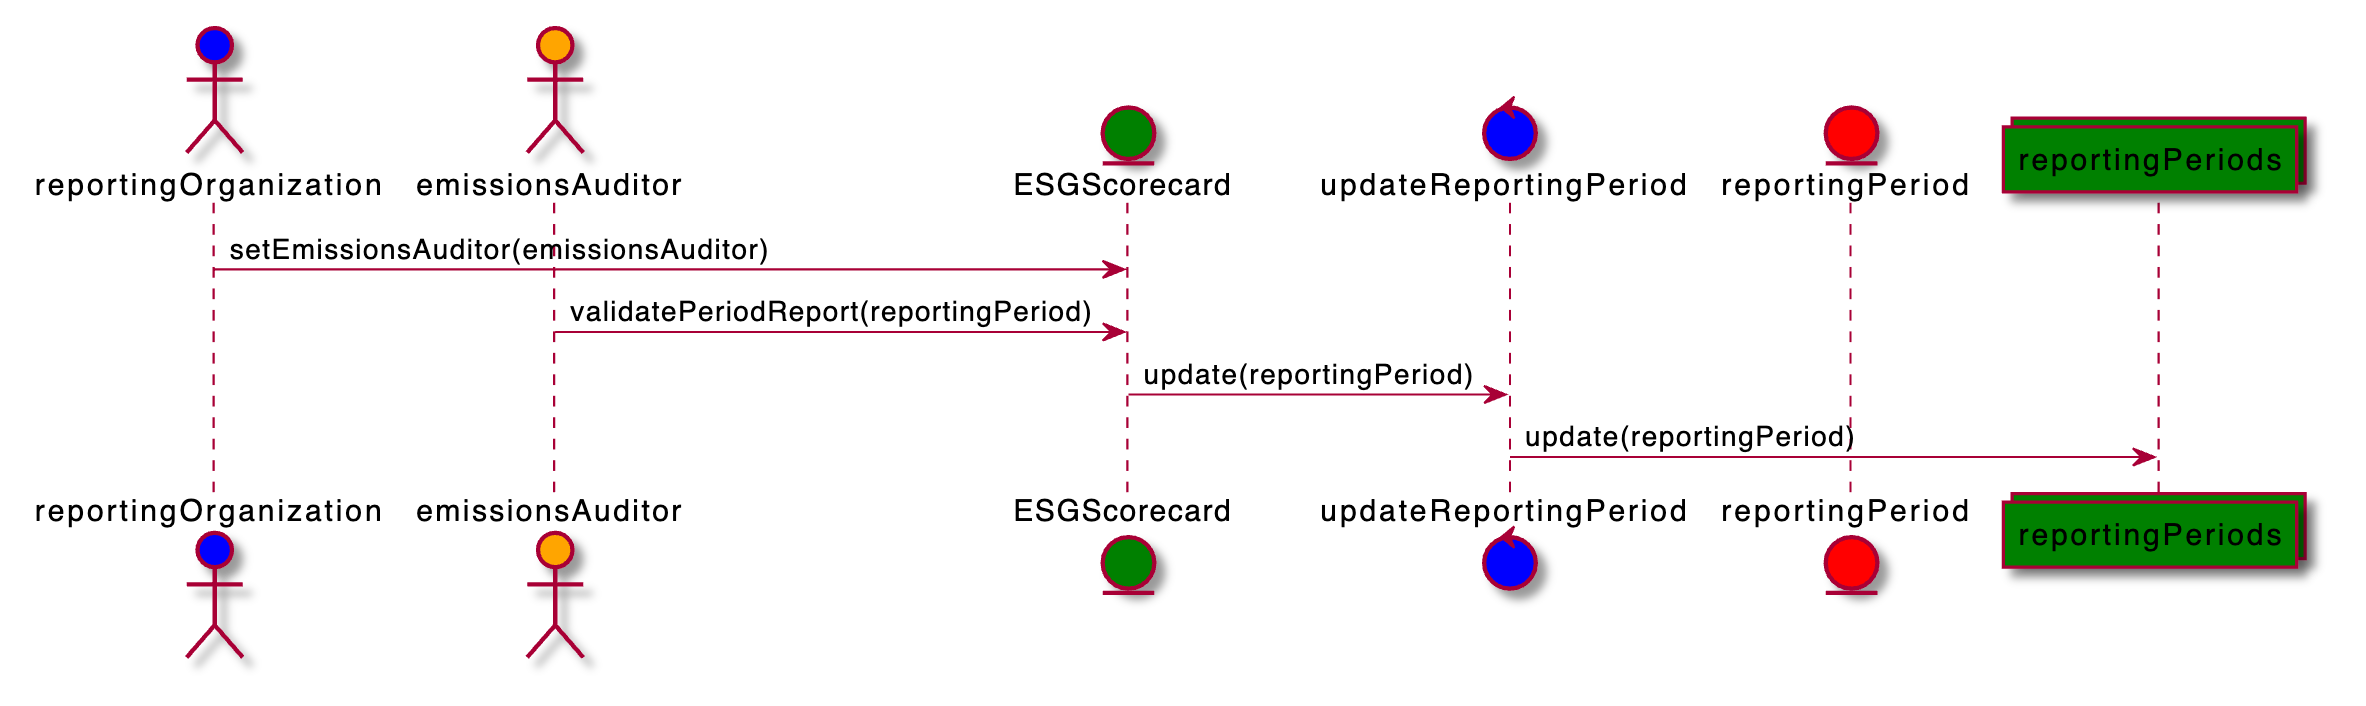 reportingOrganization
emissionsAuditor
ESGScorecard
updateReportingPeriod
reportingPeriod
reportingPeriods
setEmissionsAuditor(emissionsAuditor)
validatePeriodReport(reportingPeriod)
update(reportingPeriod)
update(reportingPeriod)
reportingOrganization
emissionsAuditor
ESGScorecard
updateReportingPeriod
reportingPeriod
reportingPeriods